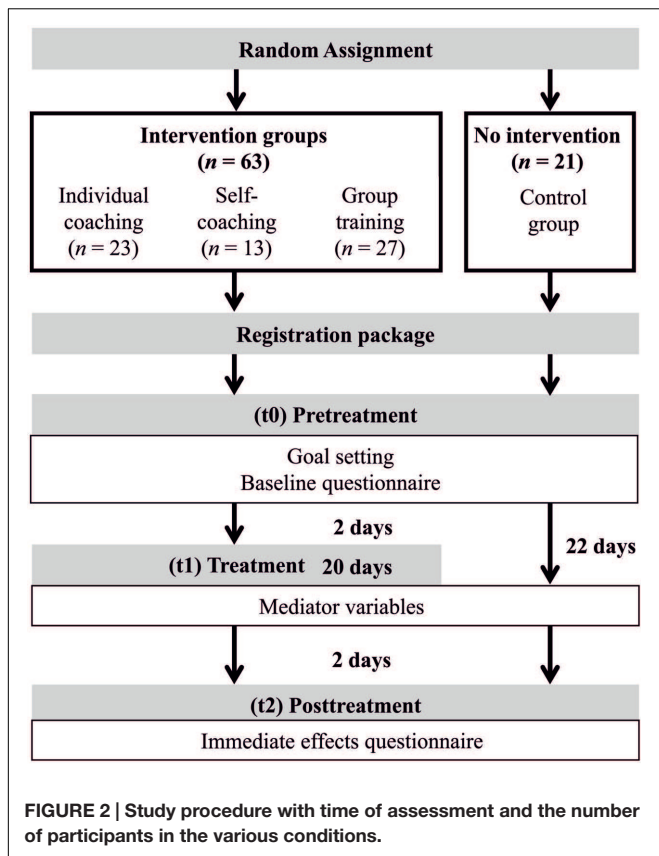 Random Assignment
Intervention groups
(n = 63)
Individual coaching (n = 23)
Self-coaching (n = 13)
Group training (n = 27)
No intervention
(n = 21)
Control
group
Registration package
(t0) Pretreatment
Goal setting
Baseline questionnaire
2 days
22 days
(t1) Treatment 20 days
Mediator variables
2 days
(t2) Posttreatment
Immediate effects questionnaire
FIGURE 2 | Study procedure with time of assessment and the number
of participants in the various conditions.